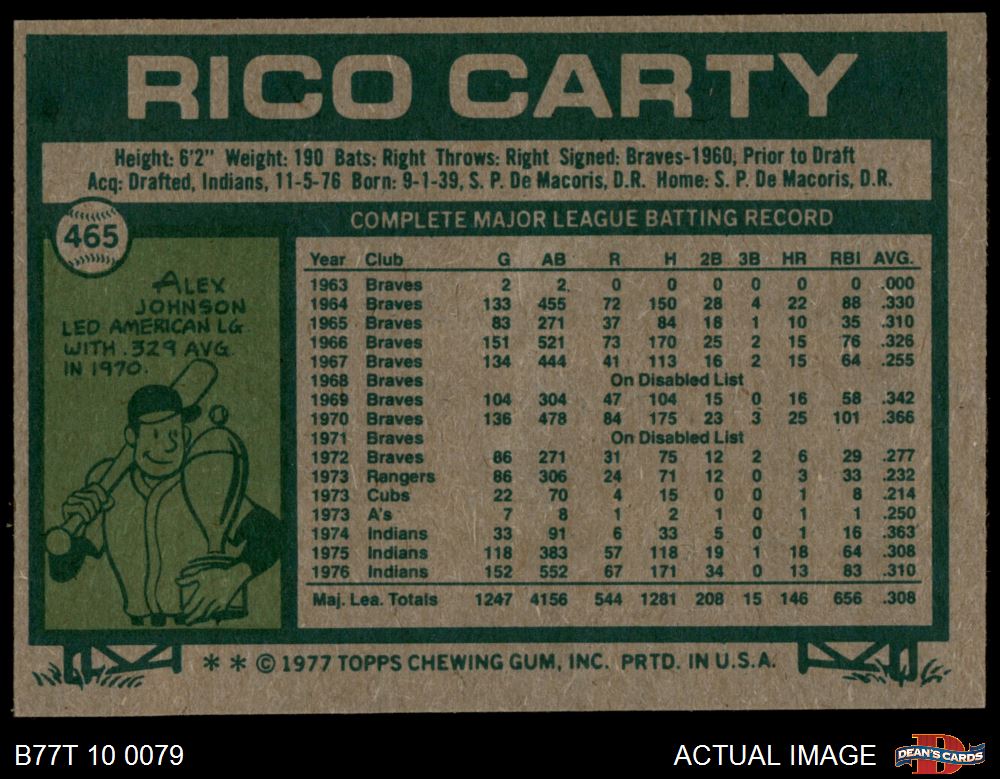 RICO CARTY
Height: 6'2" Weight: 190 Bats: Right Throws: Right Signed: Braves-1960, Prior to Draft
Acq: Drafted, Indians, 11-5-76 Born: 9-1-39, S. P. De Macoris, D.R. Home: S. P. De Macoris, D.R.
465
COMPLETE MAJOR LEAGUE BATTING RECORD
ALEX
JOHNSON
LED AMERICAN LG.
WITH .329 AVG.
IN 1970.
Year Club G AB R H 2B 3B HR RBI AVG.
1963 Braves 2 2 0 0 0 0 0 0 .000
1964 Braves 133 455 72 150 28 4 22 88 .330
1965 Braves 83 271 37 84 18 1 10 35 .310
1966 Braves 151 521 73 170 25 2 15 76 .326
1967 Braves 134 444 41 113 16 2 15 64 .255
1968 Braves On Disabled List
1969 Braves 104 304 47 104 15 0 16 58 .342
1970 Braves 136 478 84 175 23 3 25 101 .366
1971 Braves On Disabled List
1972 Braves 86 271 31 75 12 2 6 29 .277
1973 Rangers 86 306 24 71 12 0 3 33 .232
1973 Cubs 22 70 4 15 0 0 1 8 .214
1973 A's 7 8 1 2 1 0 1 1 .250
1974 Indians 33 91 6 33 5 0 1 16 .363
1975 Indians 118 383 57 118 19 1 18 64 .308
1976 Indians 152 552 67 171 34 0 13 83 .310
Maj. Lea. Totals 1247 4156 544 1281 208 15 146 656 .308
* * © 1977 TOPPS CHEWING GUM, INC. PRTD. IN U.S.A.
B77T 10 0079
ACTUAL IMAGE
DEAN'S CARDS